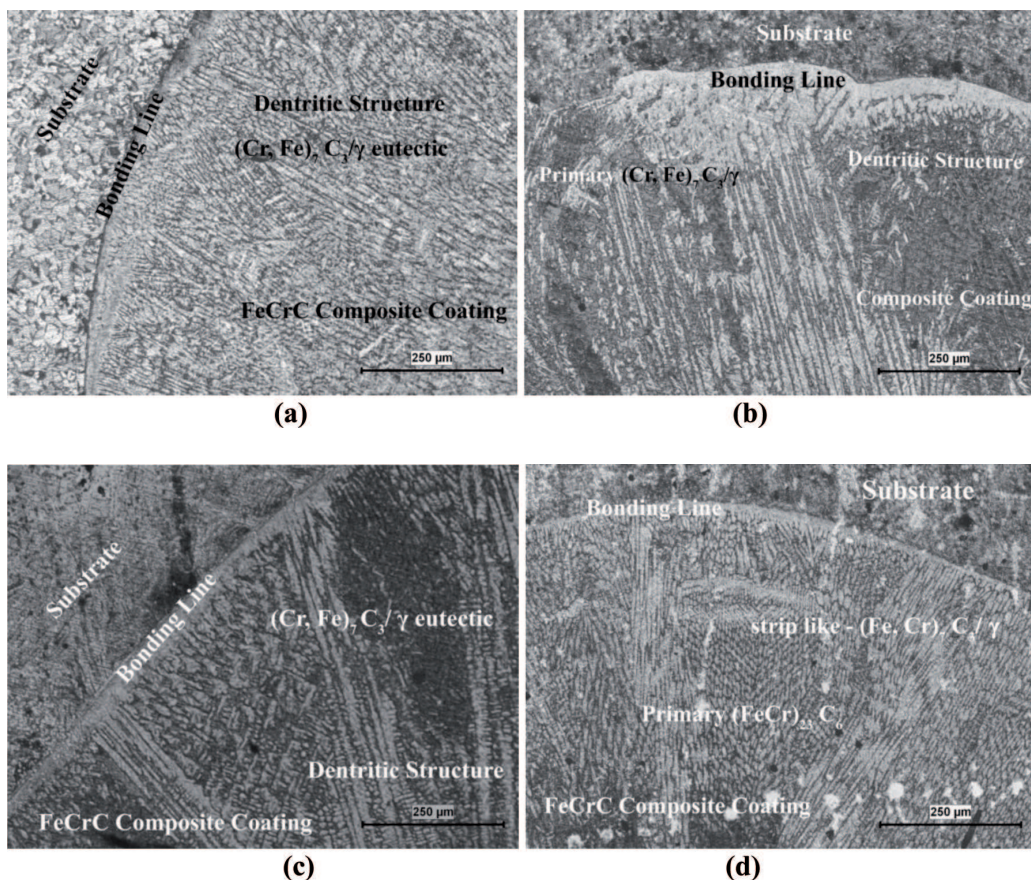 Substrate
Bonding Line
Dentritic Structure
(Cr, Fe)₇ C₃/γ eutectic
FeCrC Composite Coating
250 µm
(a)
Substrate
Bonding Line
Dentritic Structure
Primary (Cr, Fe)₇ C₃/γ
Composite Coating
250 µm
(b)
Substrate
Bonding Line
(Cr, Fe)₇ C₃/γ eutectic
Dentritic Structure
FeCrC Composite Coating
250 µm
(c)
Substrate
Bonding Line
strip like - (Fe, Cr)₇ C₃/γ
Primary (FeCr)₂₃ C₆
FeCrC Composite Coating
250 µm
(d)